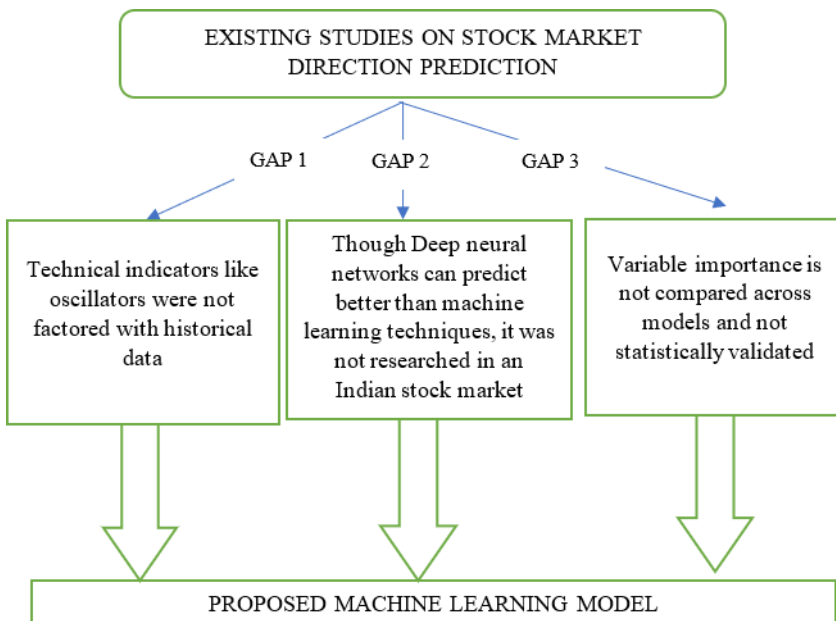 EXISTING STUDIES ON STOCK MARKET
DIRECTION PREDICTION
GAP 1
GAP 2
GAP 3
Technical indicators like
oscillators were not
factored with historical
data
Though Deep neural
networks can predict
better than machine
learning techniques, it was
not researched in an
Indian stock market
Variable importance is
not compared across
models and not
statistically validated
PROPOSED MACHINE LEARNING MODEL